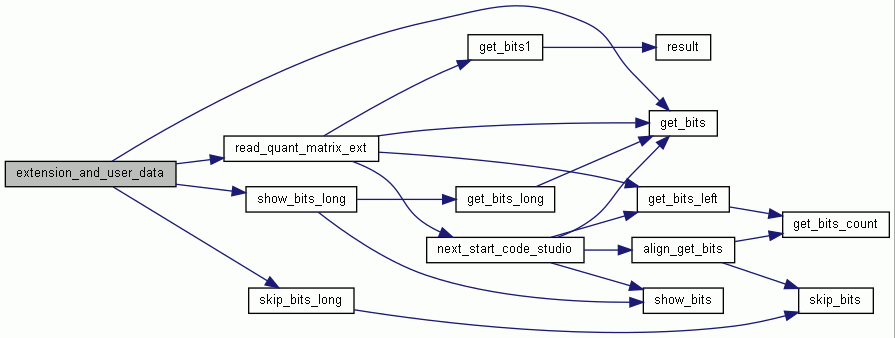 extension_and_user_data
read_quant_matrix_ext
show_bits_long
skip_bits_long
get_bits1
get_bits_long
next_start_code_studio
result
get_bits
get_bits_left
align_get_bits
show_bits
get_bits_count
skip_bits